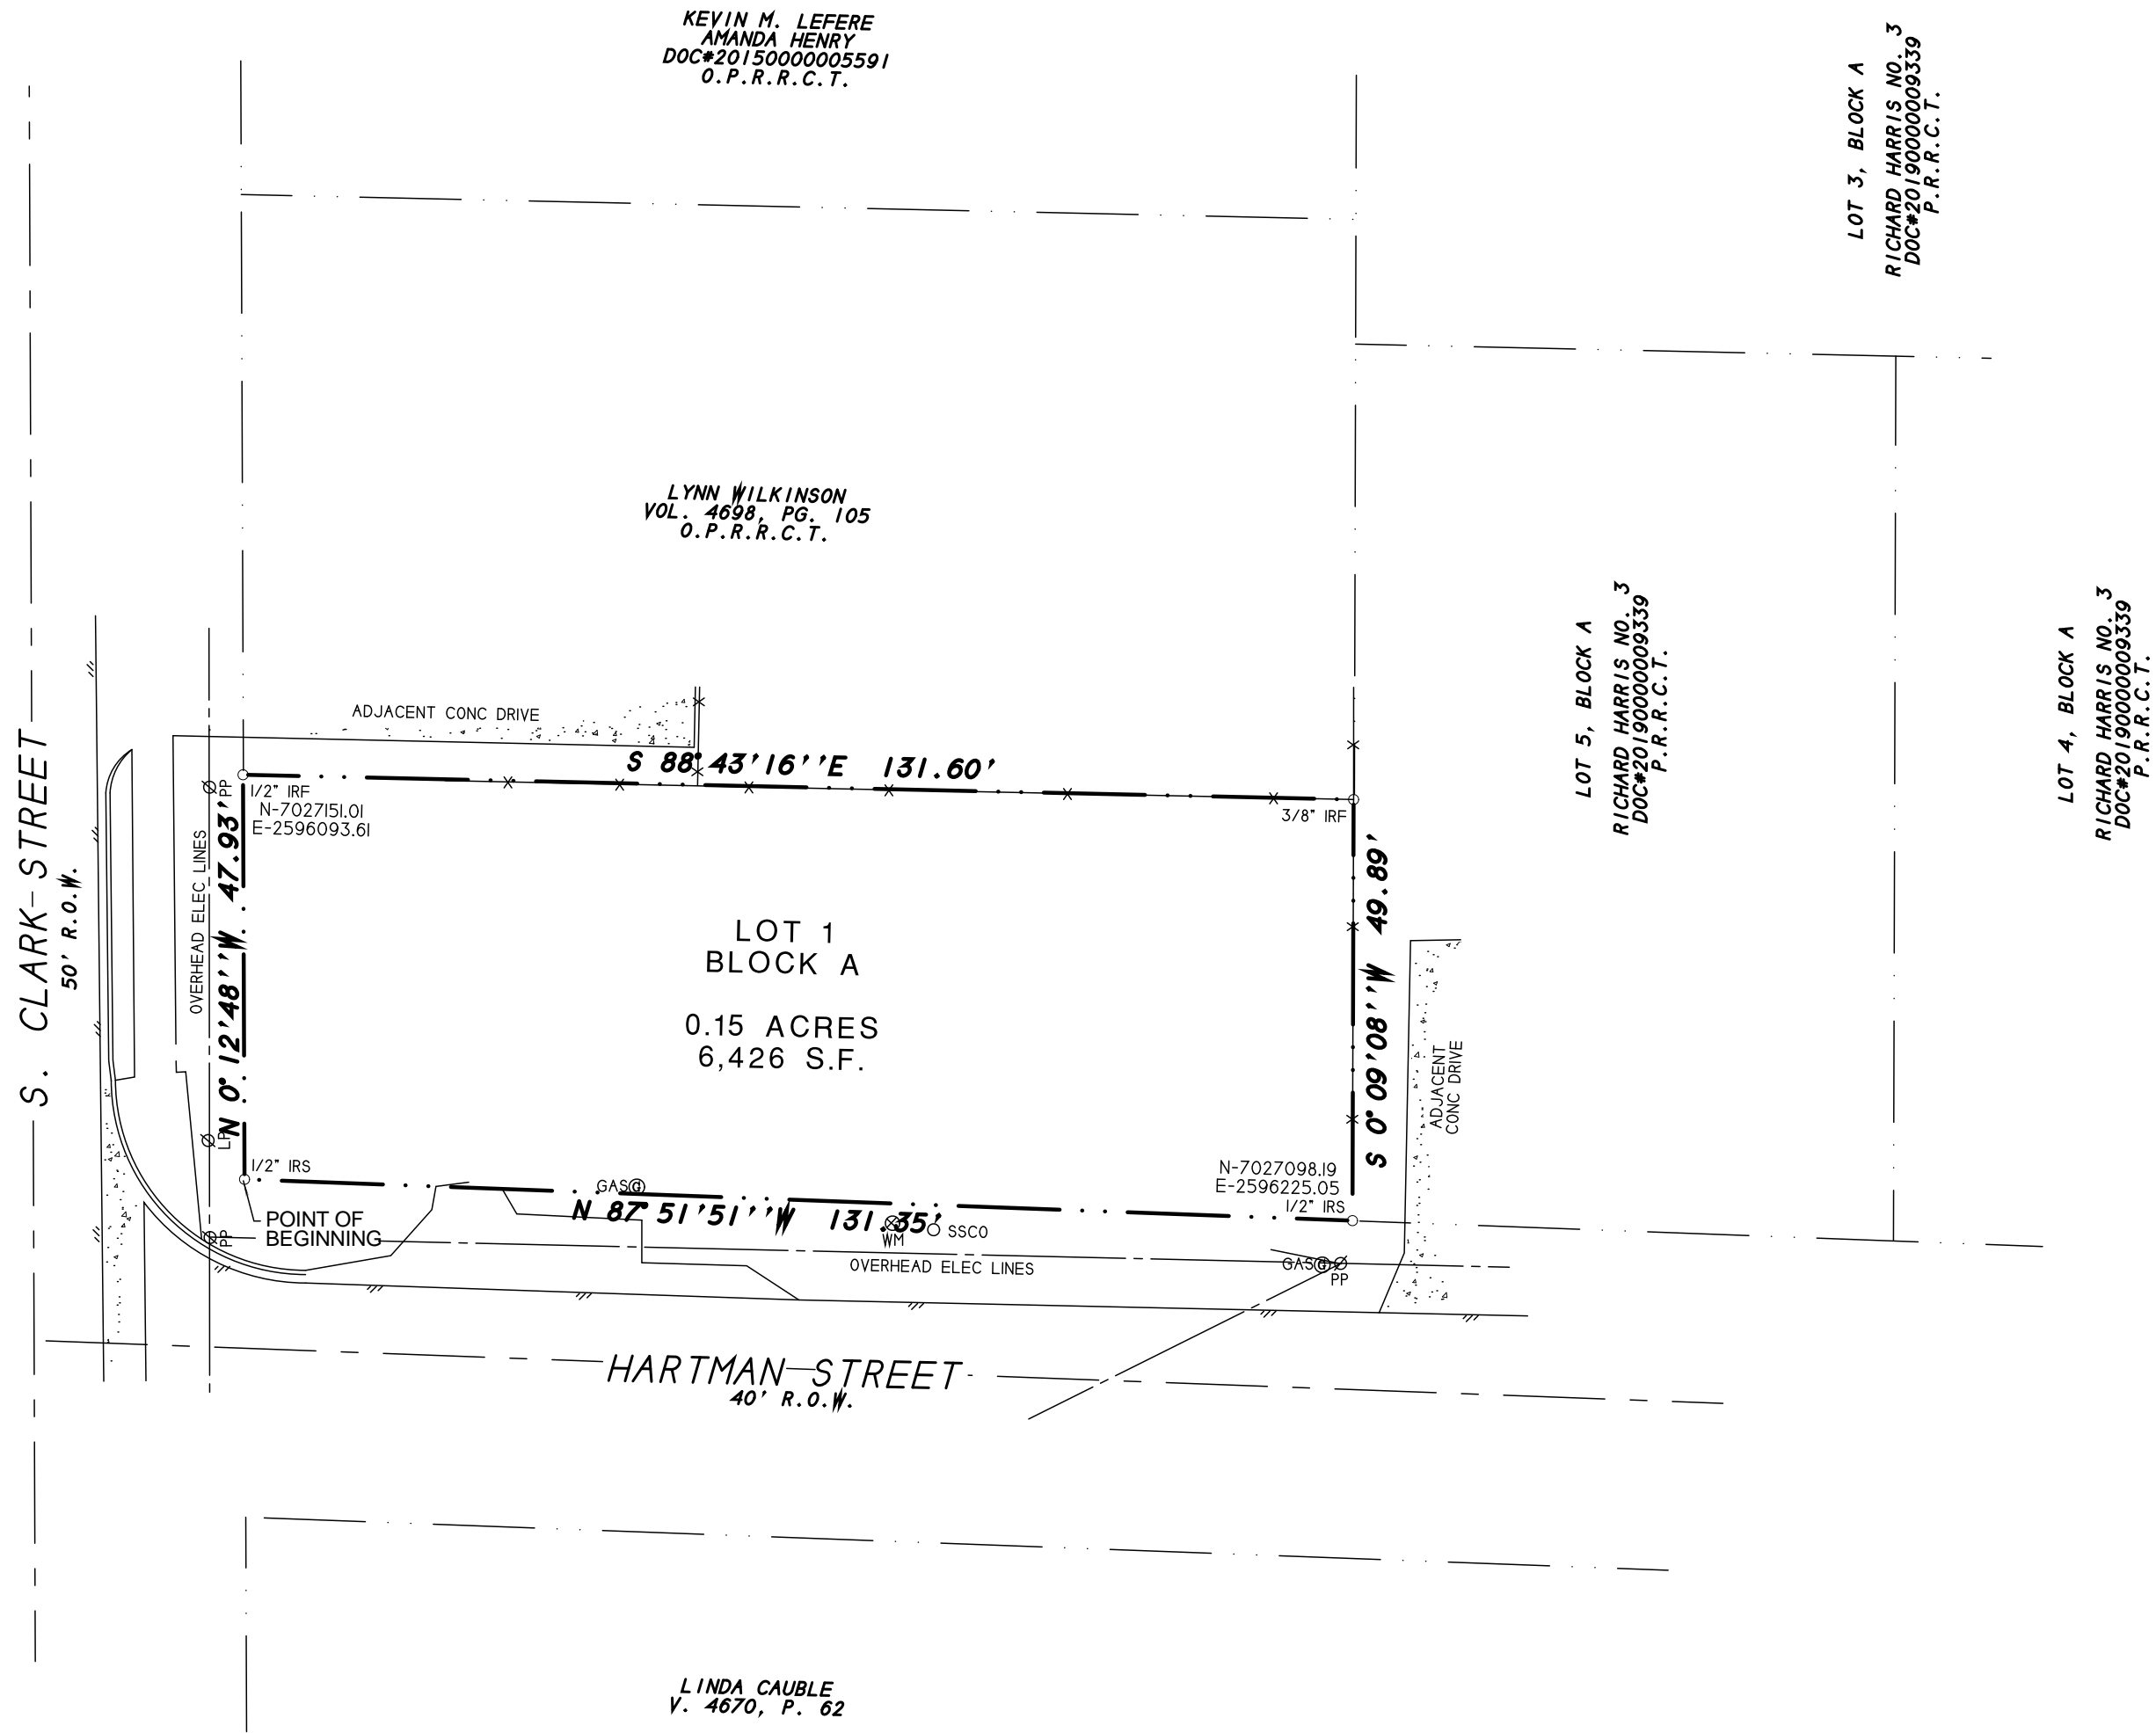 KEVIN M. LEFERE
AMANDA HENRY
DOC#201500000005591
O.P.R.R.C.T.
LOT 3, BLOCK A
RICHARD HARRIS NO. 3
DOC#20190000009339
P.R.R.C.T.
LYNN WILKINSON
VOL. 4698, PG. 105
O.P.R.R.C.T.
LOT 5, BLOCK A
RICHARD HARRIS NO. 3
DOC#20190000009339
P.R.R.C.T.
LOT 4, BLOCK A
RICHARD HARRIS NO. 3
DOC#20190000009339
P.R.R.C.T.
S. CLARK STREET
50' R.O.W.
ADJACENT CONC DRIVE
S 88°43'16''E 131.60'
PP
1/2" IRF
N-7027151.01
E-2596093.61
3/8" IRF
OVERHEAD ELEC LINES
N 0°12'48''W 47.93'
S 0°09'08''W 49.89'
LOT 1
BLOCK A
0.15 ACRES
6,426 S.F.
ADJACENT
CONC DRIVE
LP
1/2" IRS
GAS G
N-7027098.19
E-2596225.05
1/2" IRS
N 87°51'51''W 131.35'
POINT OF
BEGINNING
PP
WM
SSCO
OVERHEAD ELEC LINES
GAS G
PP
HARTMAN STREET
40' R.O.W.
LINDA CAUBLE
V. 4670, P. 62